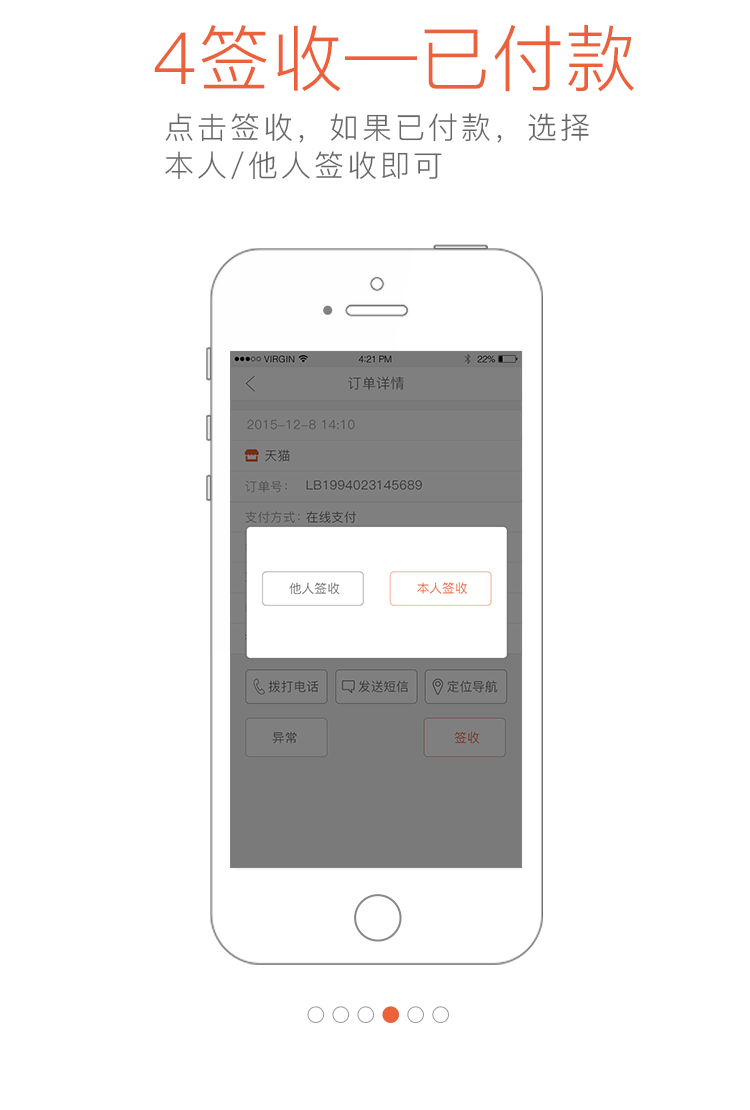 4签收—已付款
点击签收，如果已付款，选择
本人/他人签收即可
VIRGIN 4:21 PM 22%
订单详情
2015-12-8 14:10
天猫
订单号： LB1994023145689
支付方式：在线支付
他人签收 本人签收
拨打电话 发送短信 定位导航
异常 签收